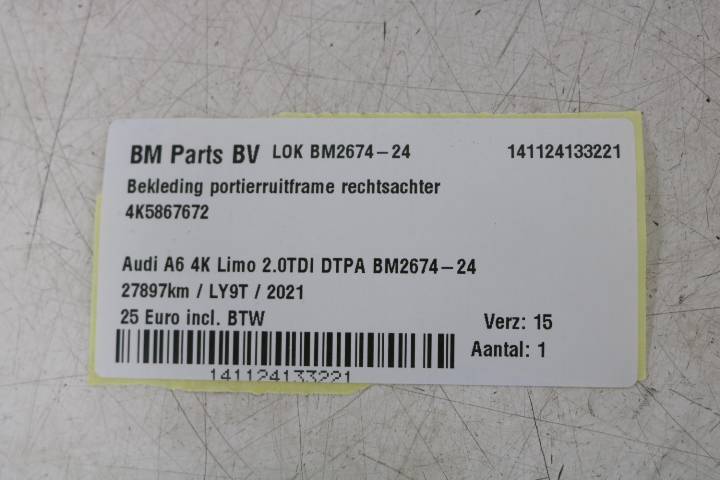 BM Parts BV LOK BM2674-24 141124133221
Bekleding portierruitframe rechtsachter
4K5867672
Audi A6 4K Limo 2.0TDI DTPA BM2674-24
27897km / LY9T / 2021
25 Euro incl. BTW Verz: 15
Aantal: 1
141124133221